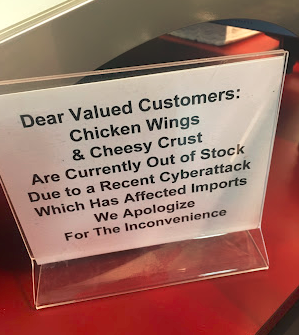 Dear Valued Customers:
Chicken Wings
& Cheesy Crust
Are Currently Out of Stock
Due to a Recent Cyberattack
Which Has Affected Imports
We Apologize
For The Inconvenience